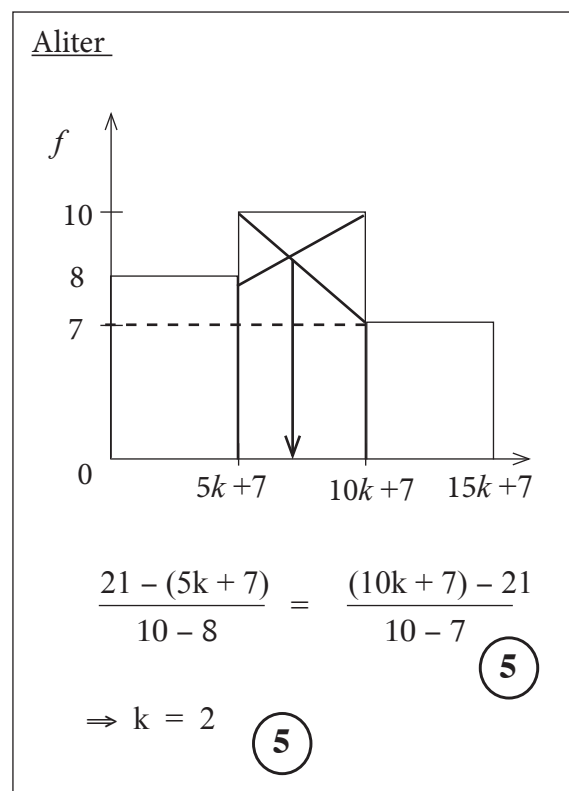 Aliter
f
10
8
7
0
5k +7 10k +7 15k +7
21 – (5k + 7) / 10 – 8 = (10k + 7) – 21 / 10 – 7
5
⇒ k = 2
5